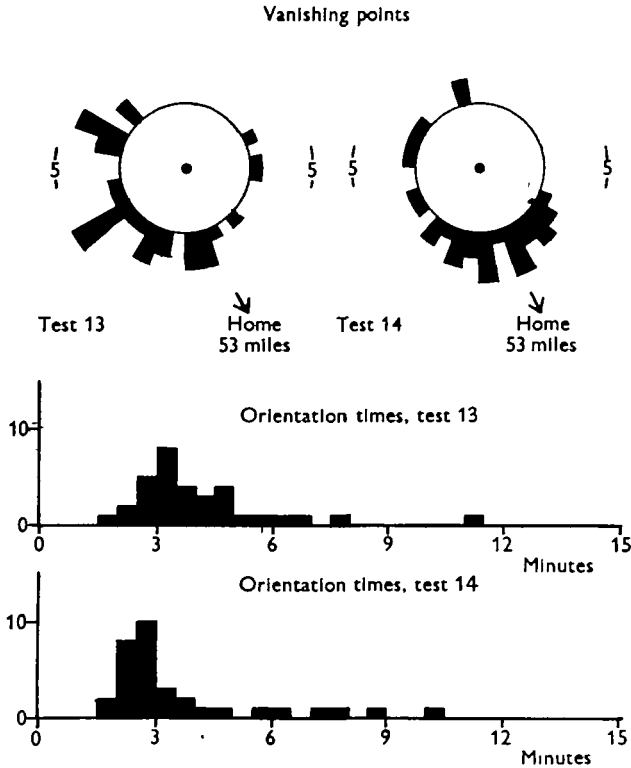 Vanishing points
5 5 5 5
Test 13 Home Test 14 Home
53 miles 53 miles
Orientation times, test 13
10
0
0 3 6 9 12 15
Minutes
Orientation times, test 14
10
0
0 3 6 9 12 15
Minutes